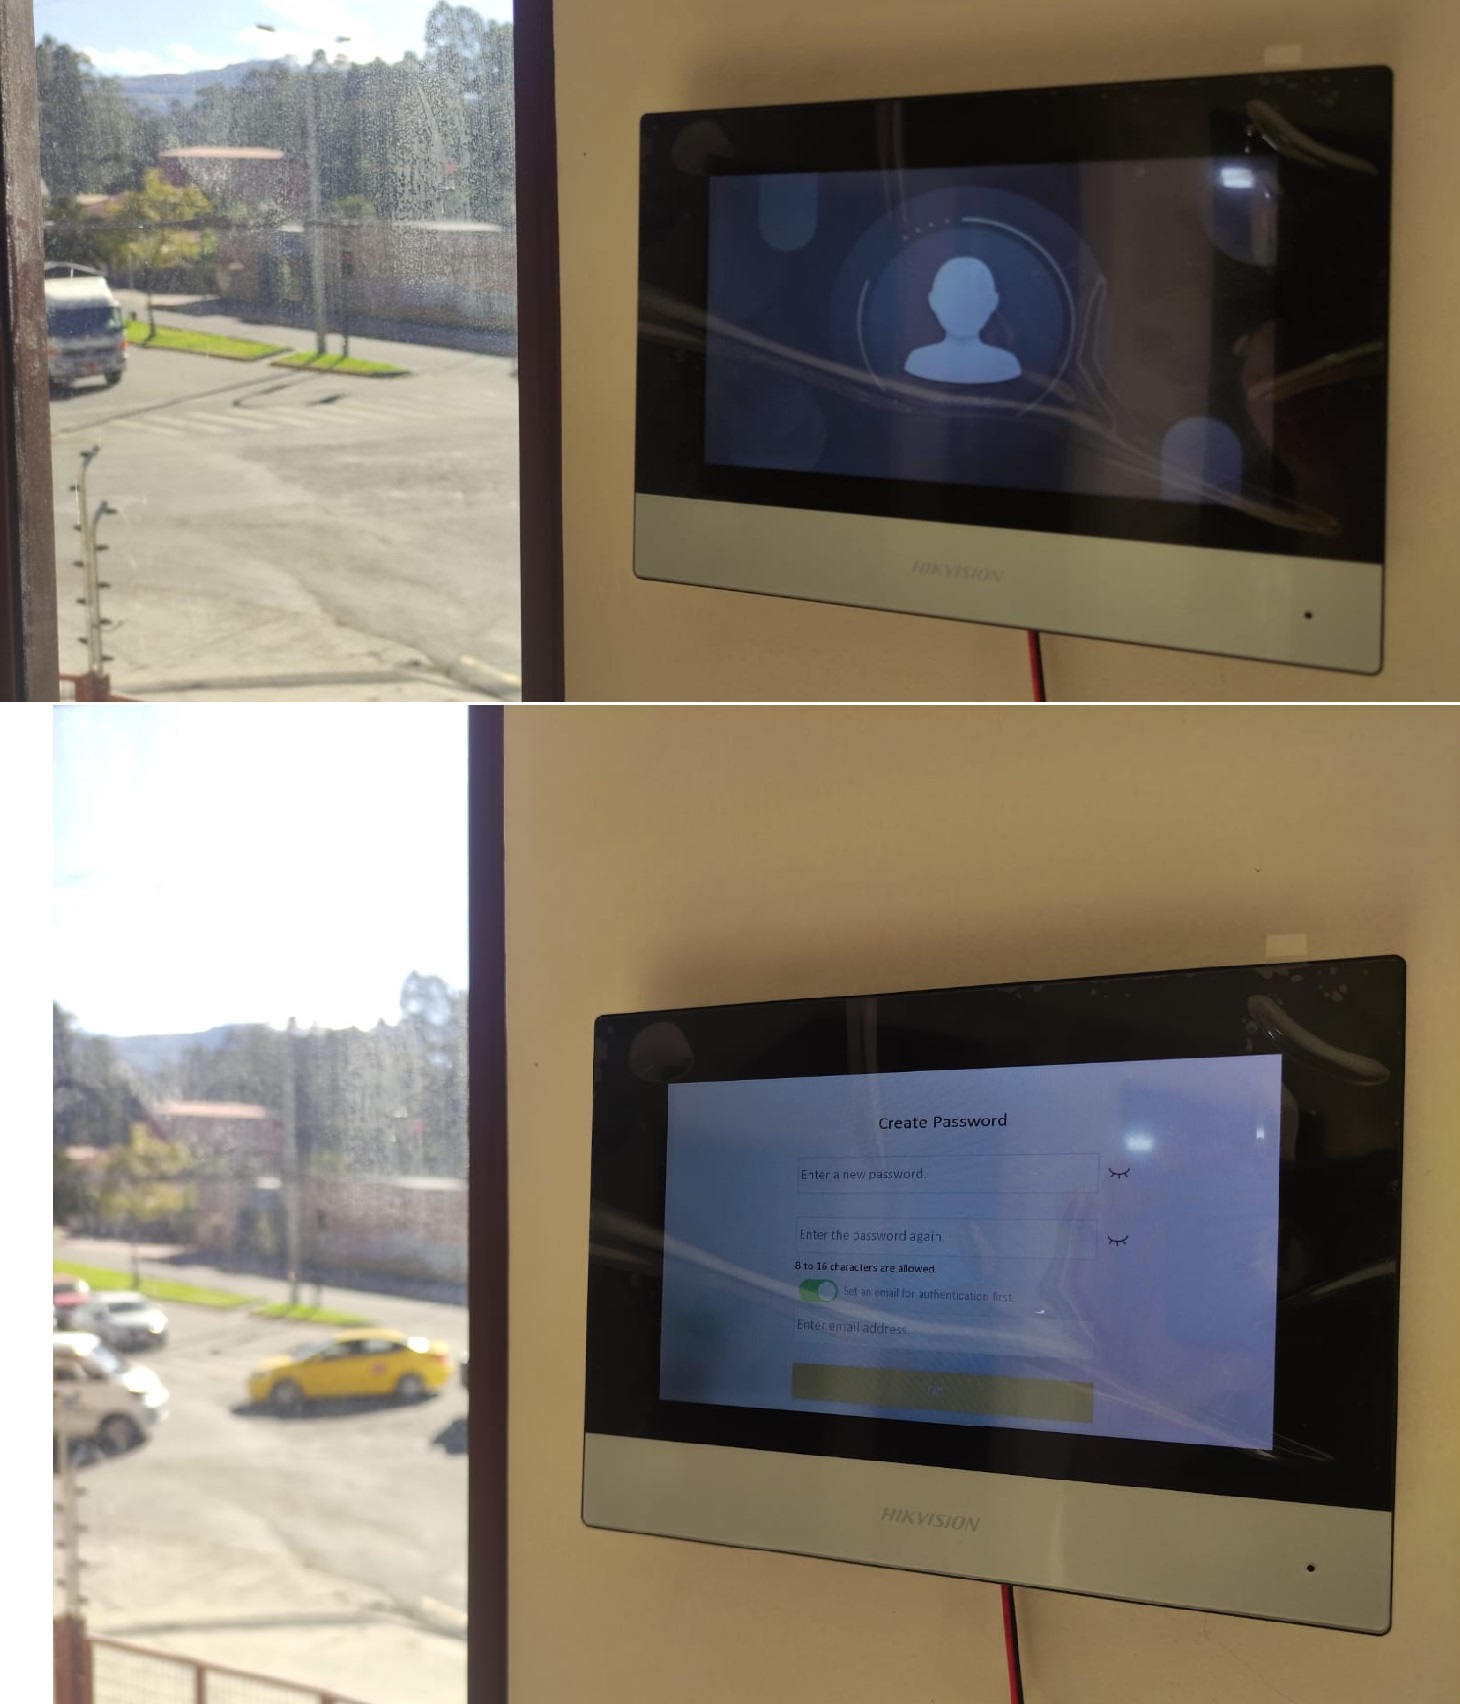 HIKVISION
Create Password
Enter a new password.
Enter the password again.
8 to 16 characters are allowed.
Set an email for authentication first.
Enter email address.
HIKVISION